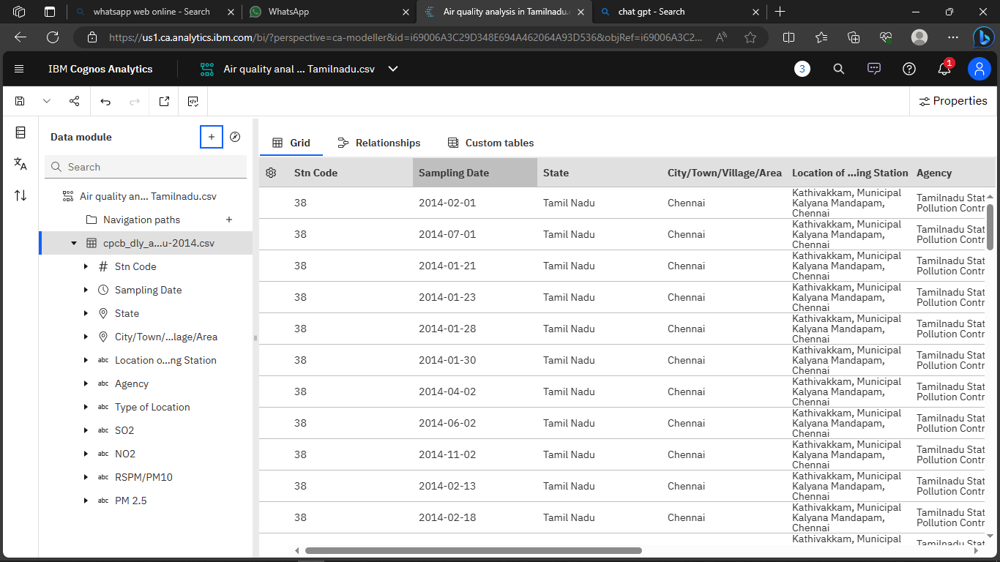 whatsapp web online - Search
WhatsApp
Air quality analysis in Tamilnadu.c
chat gpt - Search
https://us1.ca.analytics.ibm.com/bi/?perspective=ca-modeller&id=i69006A3C29D348E694A462064A93D536&objRef=i69006A3C2...
IBM Cognos Analytics
Air quality anal ... Tamilnadu.csv
3
1
Properties
Data module
Search
Air quality an... Tamilnadu.csv
Navigation paths
cpcb_dly_a...u-2014.csv
Stn Code
Sampling Date
State
City/Town/...lage/Area
abc Location o...ng Station
abc Agency
abc Type of Location
abc SO2
abc NO2
abc RSPM/PM10
abc PM 2.5
Grid Relationships Custom tables
Stn Code Sampling Date State City/Town/Village/Area Location of ...ing Station Agency
38 2014-02-01 Tamil Nadu Chennai Kathivakkam, Municipal Kalyana Mandapam, Chennai Tamilnadu Stat Pollution Contr
38 2014-07-01 Tamil Nadu Chennai Kathivakkam, Municipal Kalyana Mandapam, Chennai Tamilnadu Stat Pollution Contr
38 2014-01-21 Tamil Nadu Chennai Kathivakkam, Municipal Kalyana Mandapam, Chennai Tamilnadu Stat Pollution Contr
38 2014-01-23 Tamil Nadu Chennai Kathivakkam, Municipal Kalyana Mandapam, Chennai Tamilnadu Stat Pollution Contr
38 2014-01-28 Tamil Nadu Chennai Kathivakkam, Municipal Kalyana Mandapam, Chennai Tamilnadu Stat Pollution Contr
38 2014-01-30 Tamil Nadu Chennai Kathivakkam, Municipal Kalyana Mandapam, Chennai Tamilnadu Stat Pollution Contr
38 2014-04-02 Tamil Nadu Chennai Kathivakkam, Municipal Kalyana Mandapam, Chennai Tamilnadu Stat Pollution Contr
38 2014-06-02 Tamil Nadu Chennai Kathivakkam, Municipal Kalyana Mandapam, Chennai Tamilnadu Stat Pollution Contr
38 2014-11-02 Tamil Nadu Chennai Kathivakkam, Municipal Kalyana Mandapam, Chennai Tamilnadu Stat Pollution Contr
38 2014-02-13 Tamil Nadu Chennai Kathivakkam, Municipal Kalyana Mandapam, Chennai Tamilnadu Stat Pollution Contr
38 2014-02-18 Tamil Nadu Chennai Kathivakkam, Municipal Kalyana Mandapam, Chennai Tamilnadu Stat Pollution Contr
Kathivakkam, Municipal Tamilnadu Stat